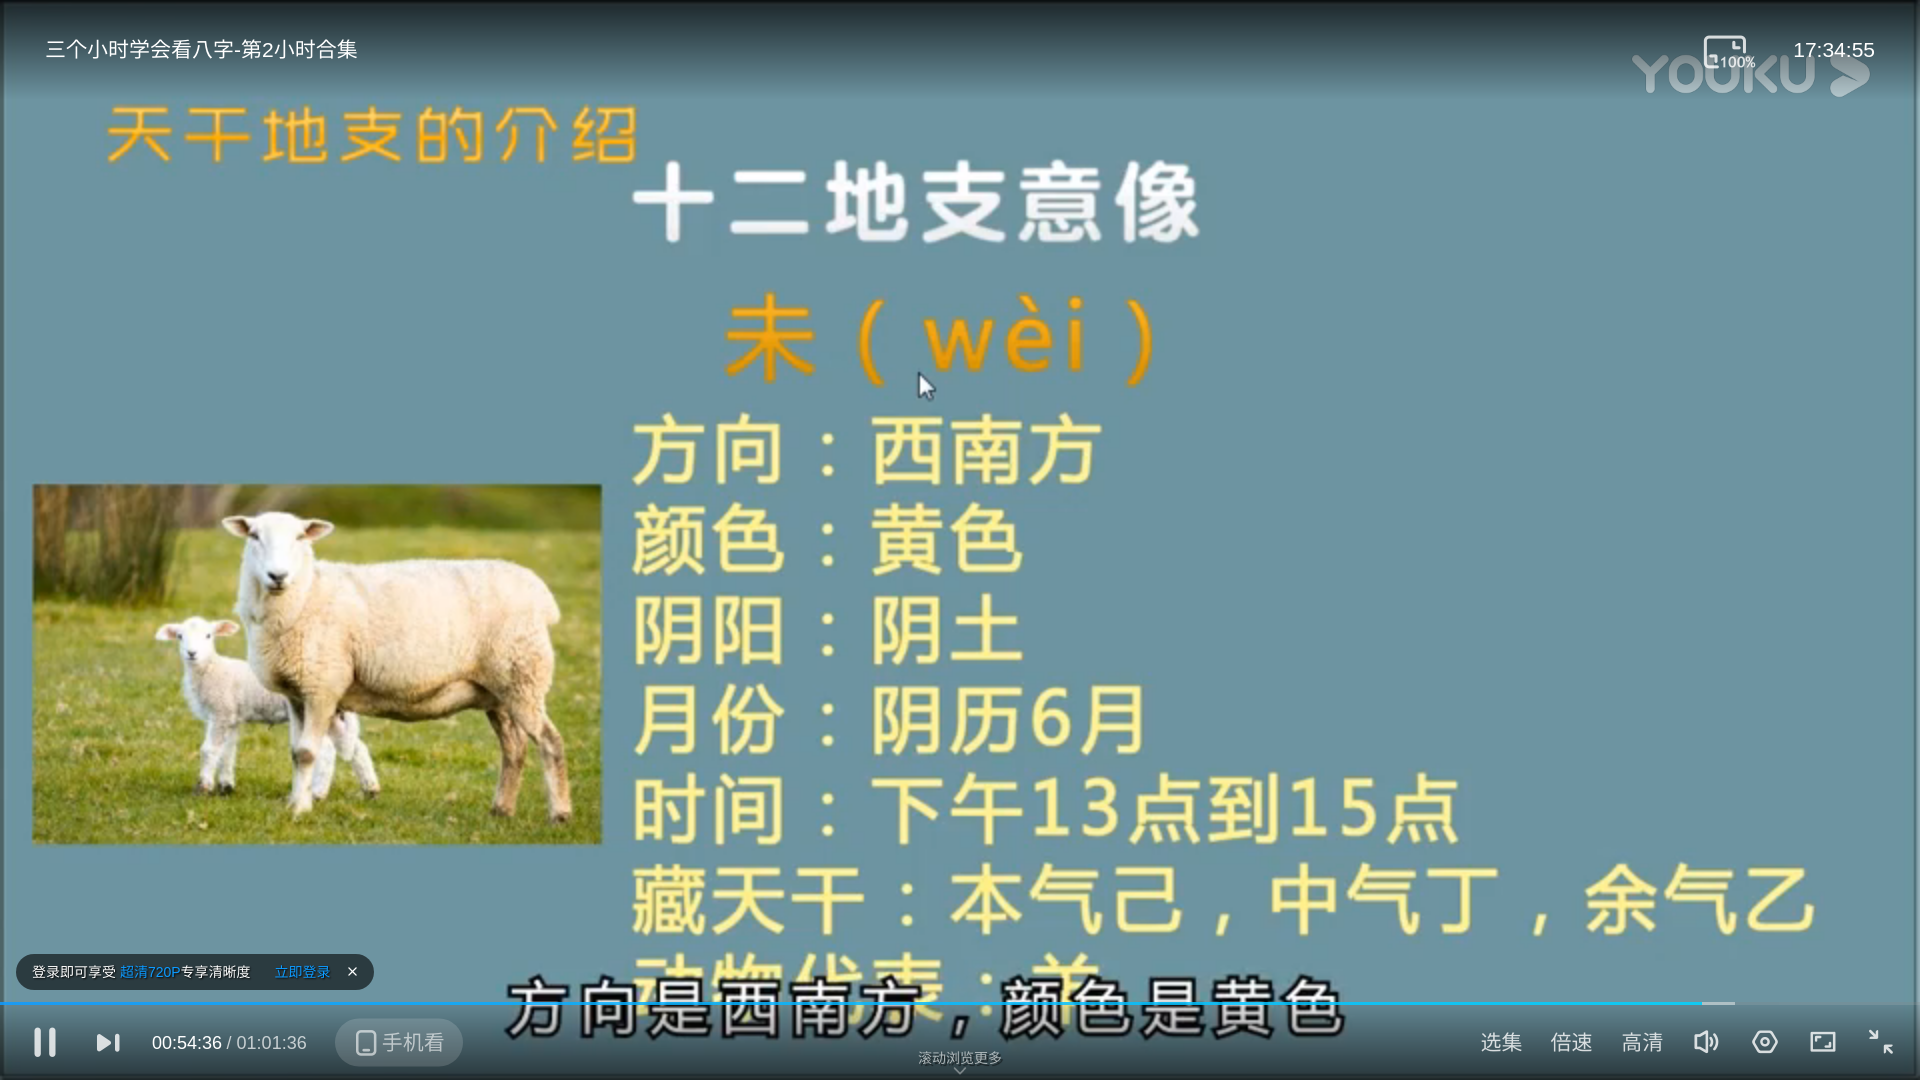 三个小时学会看八字-第2小时合集
100%
17:34:55
YOUKU
天干地支的介绍
十二地支意像
未（wèi）
方向：西南方
颜色：黄色
阴阳：阴土
月份：阴历6月
时间：下午13点到15点
藏天干：本气己，中气丁，余气乙
动物代表：羊
登录即可享受 超清720P专享清晰度 立即登录 ×
方向是西南方，颜色是黄色
00:54:36 / 01:01:36
手机看
选集 倍速 高清
滚动浏览更多